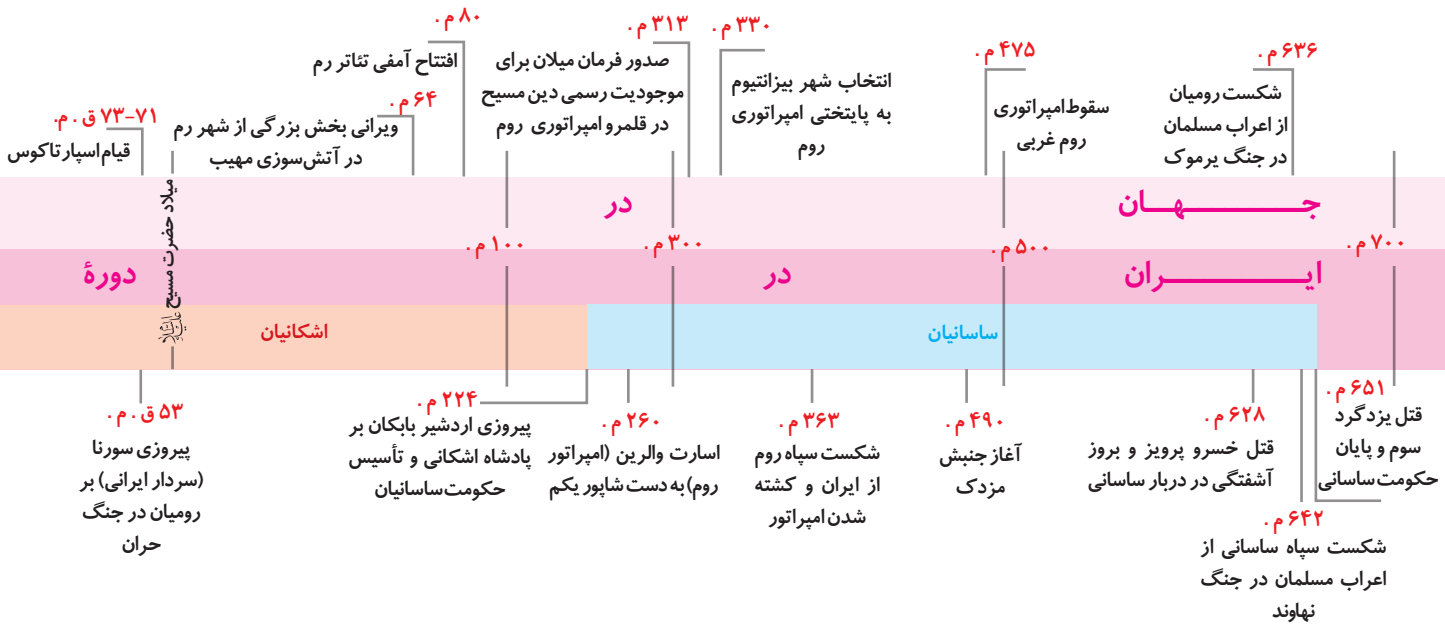 ۷۳-۷۱ ق . م.
قیام اسپارتاکوس
۶۴ م .
ویرانی بخش بزرگی از شهر رم
در آتش‌سوزی مهیب
۸۰ م .
افتتاح آمفی تئاتر رم
۳۱۳ م .
صدور فرمان میلان برای
موجودیت رسمی دین مسیح
در قلمرو امپراتوری روم
۳۳۰ م .
انتخاب شهر بیزانتیوم
به پایتختی امپراتوری
روم
۴۷۵ م .
سقوط امپراتوری
روم غربی
۶۳۶ م .
شکست رومیان
از اعراب مسلمان
در جنگ یرموک
در
جهان
میلاد حضرت مسیح علیه‌السلام
۱۰۰ م .
۳۰۰ م .
۵۰۰ م .
۷۰۰ م .
دورهٔ
در
ایران
اشکانیان
ساسانیان
۵۳ ق . م .
پیروزی سورنا
(سردار ایرانی) بر
رومیان در جنگ
حران
۲۲۴ م .
پیروزی اردشیر بابکان بر
پادشاه اشکانی و تأسیس
حکومت ساسانیان
۲۶۰ م .
اسارت والرین (امپراتور
روم) به دست شاپور یکم
۳۶۳ م .
شکست سپاه روم
از ایران و کشته
شدن امپراتور
۴۹۰ م .
آغاز جنبش
مزدک
۶۲۸ م .
قتل خسرو پرویز و بروز
آشفتگی در دربار ساسانی
۶۴۲ م .
شکست سپاه ساسانی از
اعراب مسلمان در جنگ
نهاوند
۶۵۱ م .
قتل یزدگرد
سوم و پایان
حکومت ساسانی